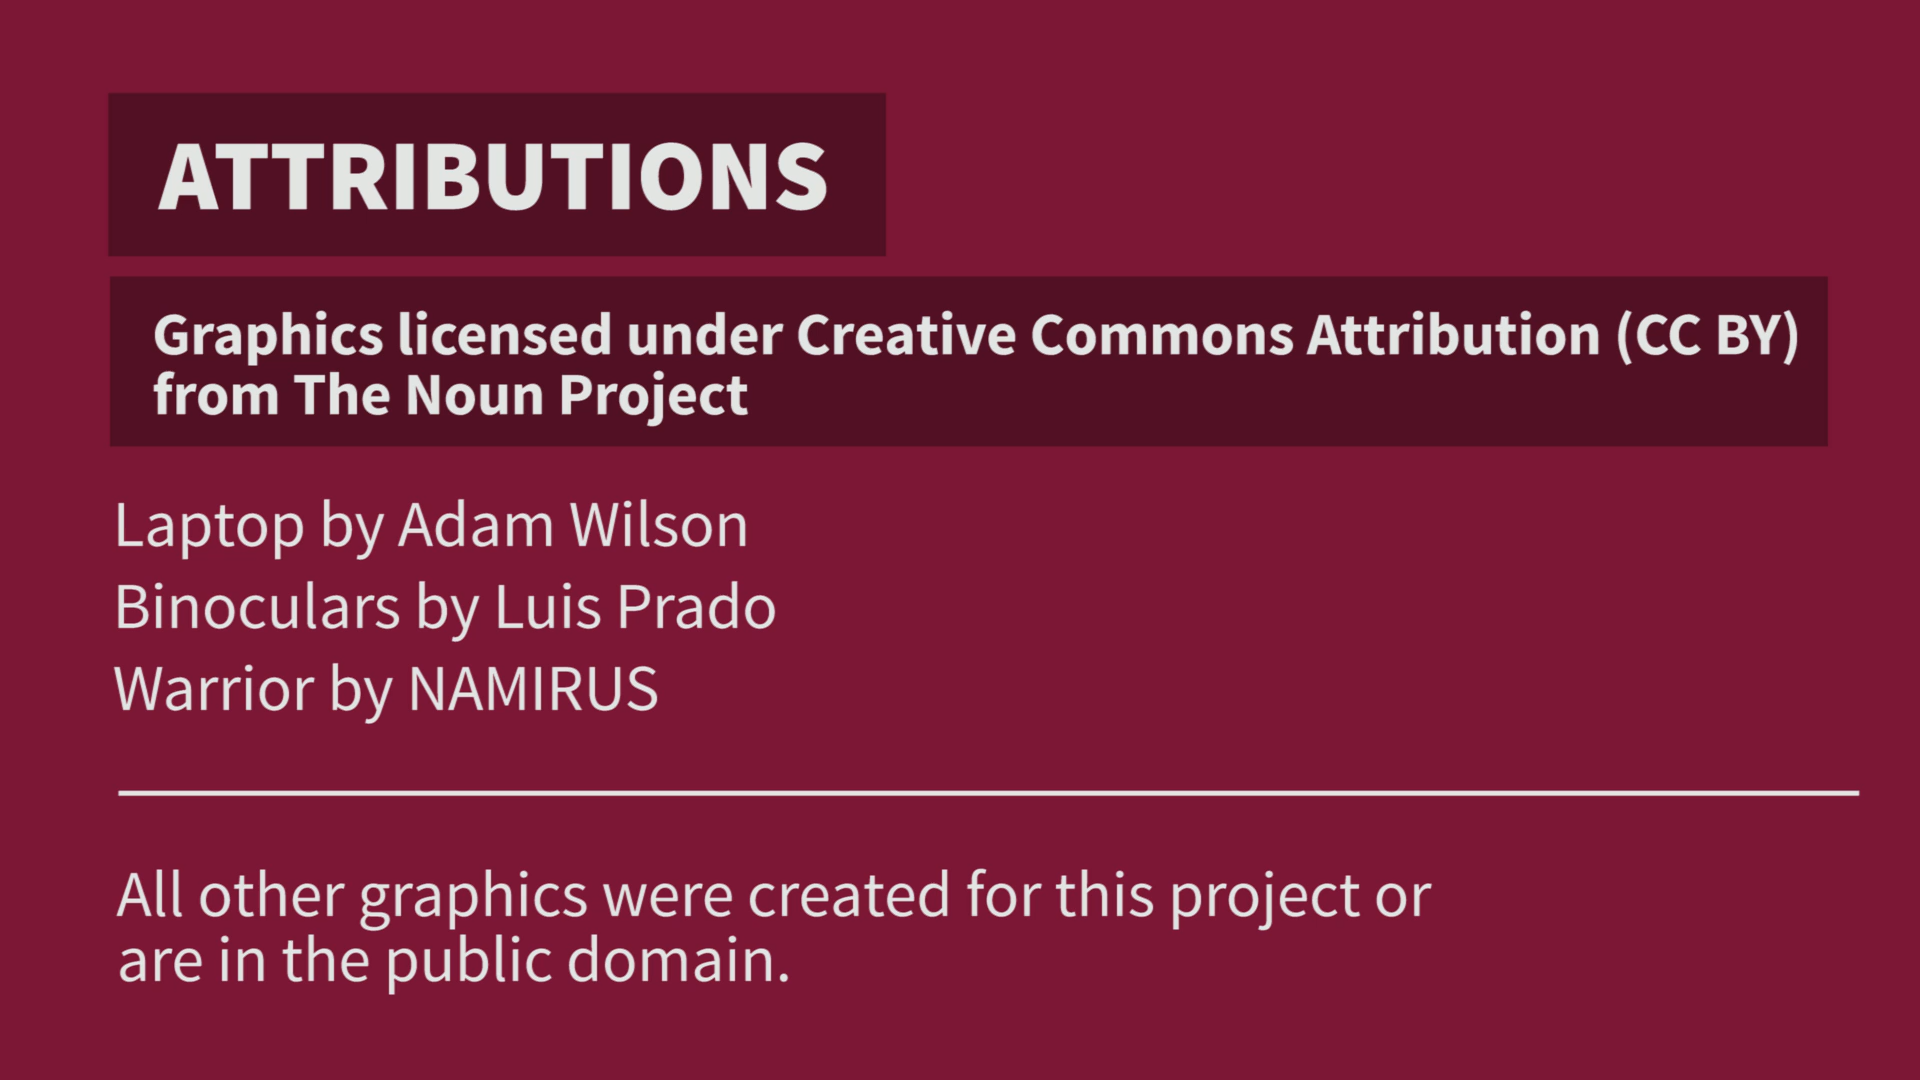 ATTRIBUTIONS
Graphics licensed under Creative Commons Attribution (CC BY)
from The Noun Project
Laptop by Adam Wilson
Binoculars by Luis Prado
Warrior by NAMIRUS
All other graphics were created for this project or
are in the public domain.